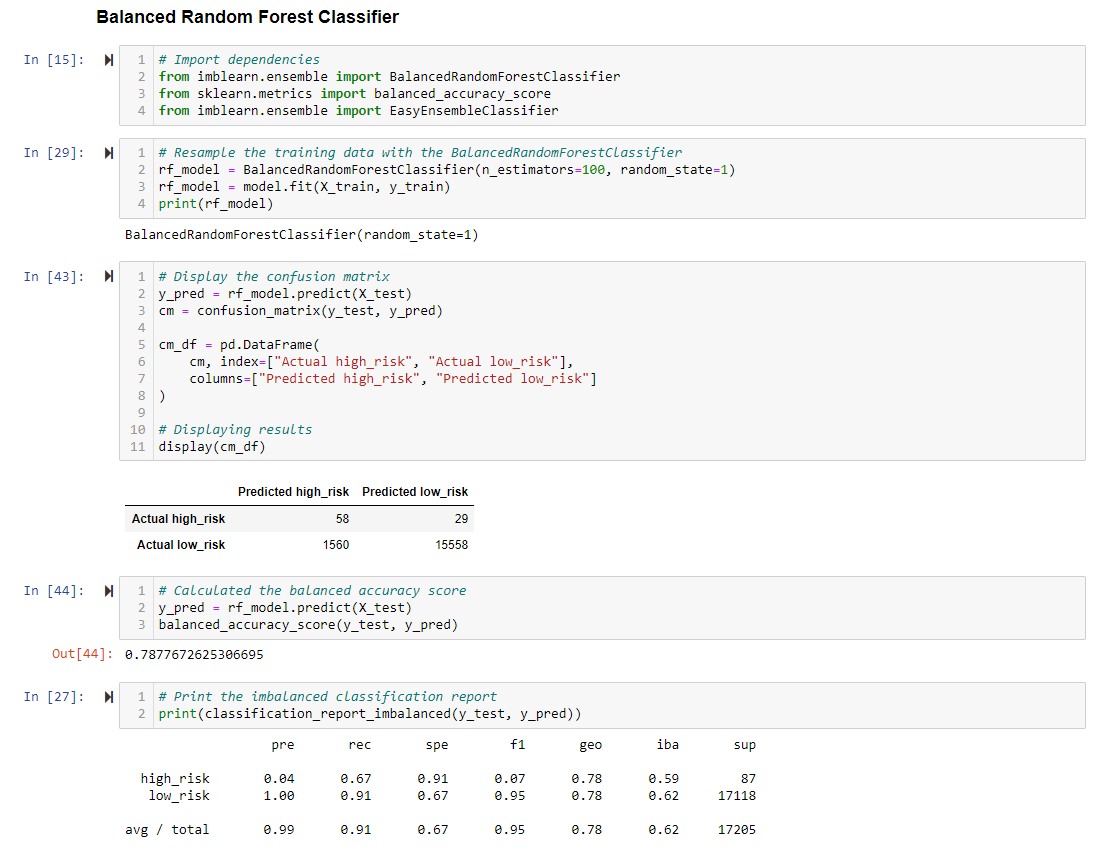 Balanced Random Forest Classifier
In [15]:
1 # Import dependencies
2 from imblearn.ensemble import BalancedRandomForestClassifier
3 from sklearn.metrics import balanced_accuracy_score
4 from imblearn.ensemble import EasyEnsembleClassifier
In [29]:
1 # Resample the training data with the BalancedRandomForestClassifier
2 rf_model = BalancedRandomForestClassifier(n_estimators=100, random_state=1)
3 rf_model = model.fit(X_train, y_train)
4 print(rf_model)
BalancedRandomForestClassifier(random_state=1)
In [43]:
1 # Display the confusion matrix
2 y_pred = rf_model.predict(X_test)
3 cm = confusion_matrix(y_test, y_pred)
4
5 cm_df = pd.DataFrame(
6     cm, index=["Actual high_risk", "Actual low_risk"],
7     columns=["Predicted high_risk", "Predicted low_risk"]
8 )
9
10 # Displaying results
11 display(cm_df)
Predicted high_risk Predicted low_risk
Actual high_risk 58 29
Actual low_risk 1560 15558
In [44]:
1 # Calculated the balanced accuracy score
2 y_pred = rf_model.predict(X_test)
3 balanced_accuracy_score(y_test, y_pred)
Out[44]: 0.7877672625306695
In [27]:
1 # Print the imbalanced classification report
2 print(classification_report_imbalanced(y_test, y_pred))
pre rec spe f1 geo iba sup
high_risk 0.04 0.67 0.91 0.07 0.78 0.59 87
low_risk 1.00 0.91 0.67 0.95 0.78 0.62 17118
avg / total 0.99 0.91 0.67 0.95 0.78 0.62 17205